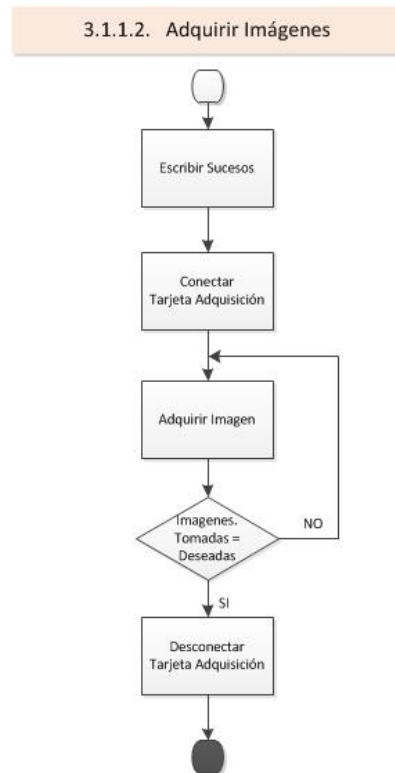 3.1.1.2. Adquirir Imágenes
Escribir Sucesos
Conectar
Tarjeta Adquisición
Adquirir Imagen
Imagenes.
Tomadas =
Deseadas
NO
SI
Desconectar
Tarjeta Adquisición